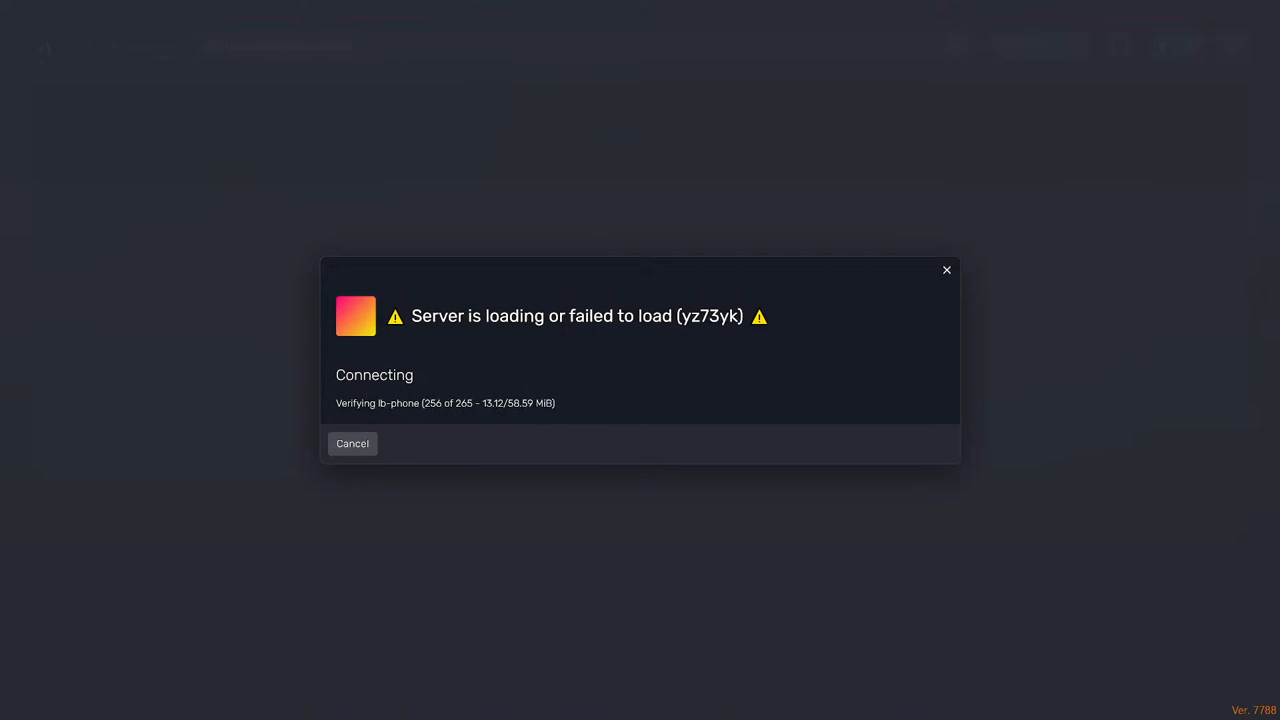 ⚠ Server is loading or failed to load (yz73yk) ⚠
Connecting
Verifying lb-phone (256 of 265 - 13.12/58.59 MiB)
Cancel
Ver. 7788